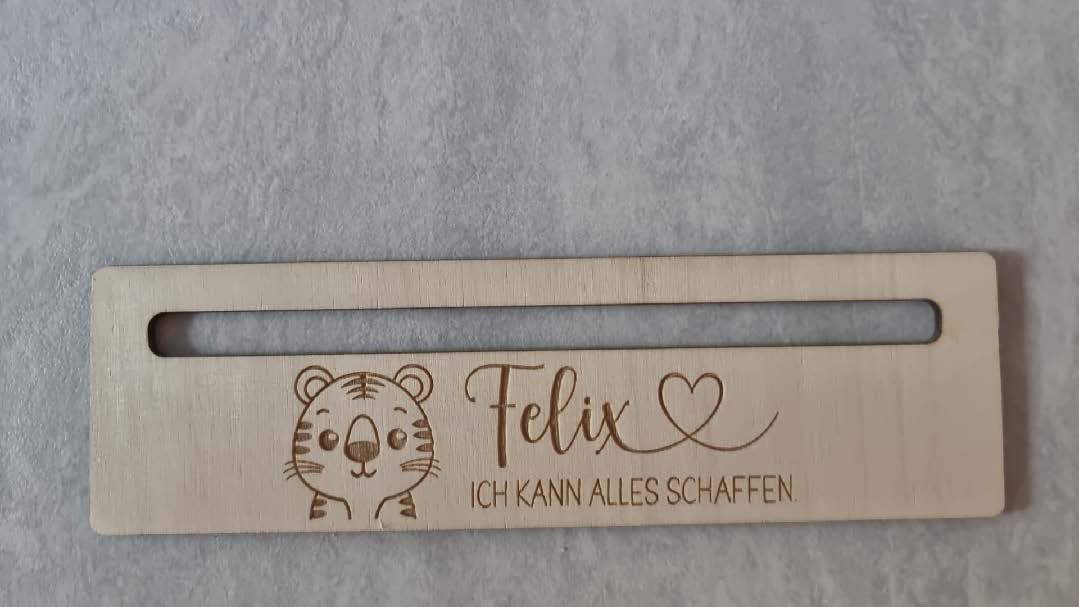 Felix
ICH KANN ALLES SCHAFFEN.